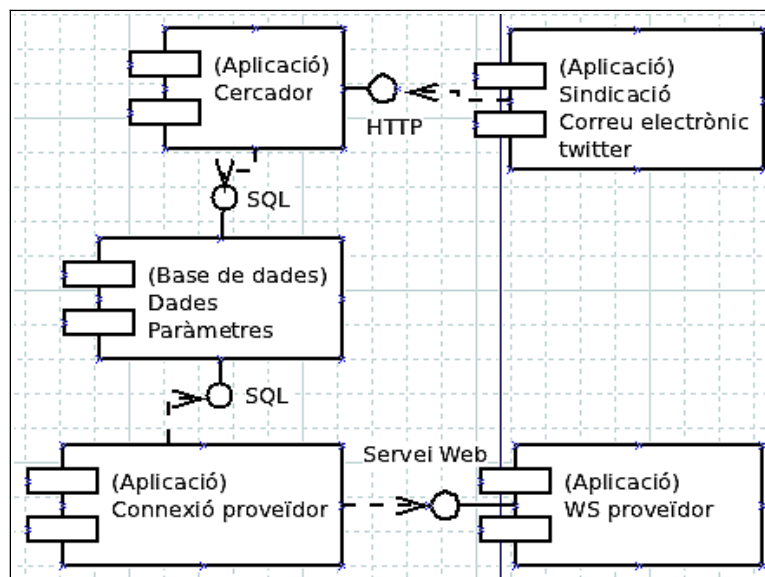 (Aplicació)
Cercador
HTTP
(Aplicació)
Sindicació
Correu electrònic
twitter
SQL
(Base de dades)
Dades
Paràmetres
SQL
(Aplicació)
Connexió proveïdor
Servei Web
(Aplicació)
WS proveïdor